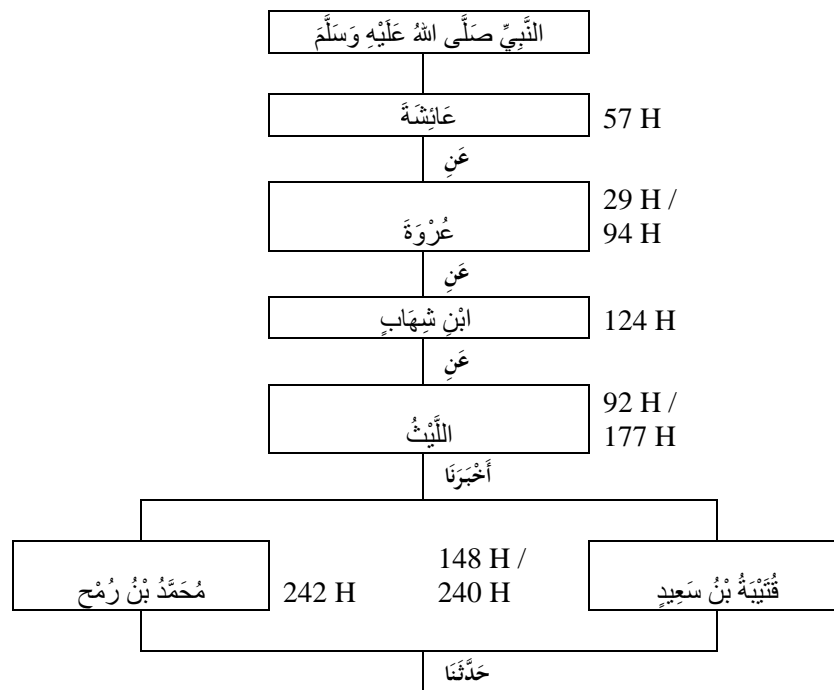 النَّبِيِّ صَلَّى اللهُ عَلَيْهِ وَسَلَّمَ
عَائِشَةَ
57 H
عَنِ
عُرْوَةَ
29 H /
94 H
عَنِ
ابْنِ شِهَابٍ
124 H
عَنِ
اللَّيْثُ
92 H /
177 H
أَخْبَرَنَا
مُحَمَّدُ بْنُ رُمْحِ
242 H
148 H /
240 H
قُتَيْبَةُ بْنُ سَعِيدٍ
حَدَّثَنَا